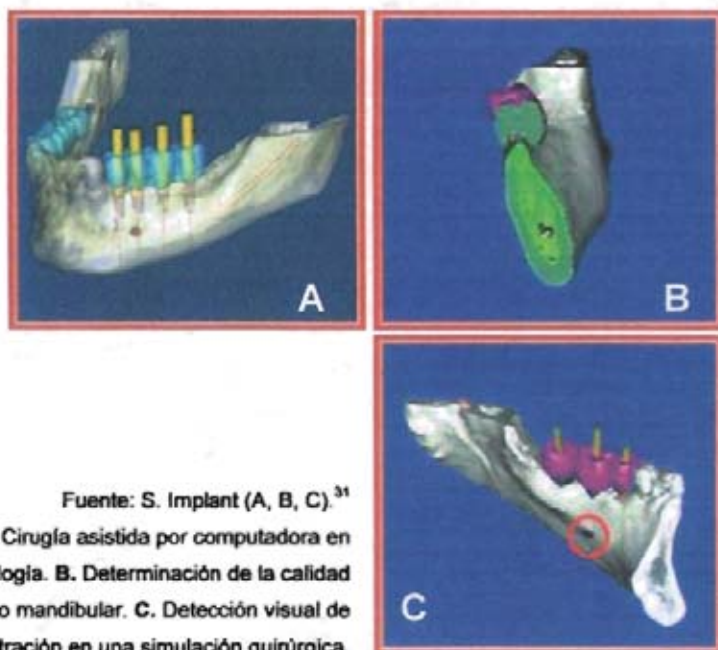 A
B
C
Fuente: S. Implant (A, B, C).³¹
Cirugía asistida por computadora en
logía. B. Determinación de la calidad
o mandibular. C. Detección visual de
tración en una simulación quirúrgica.